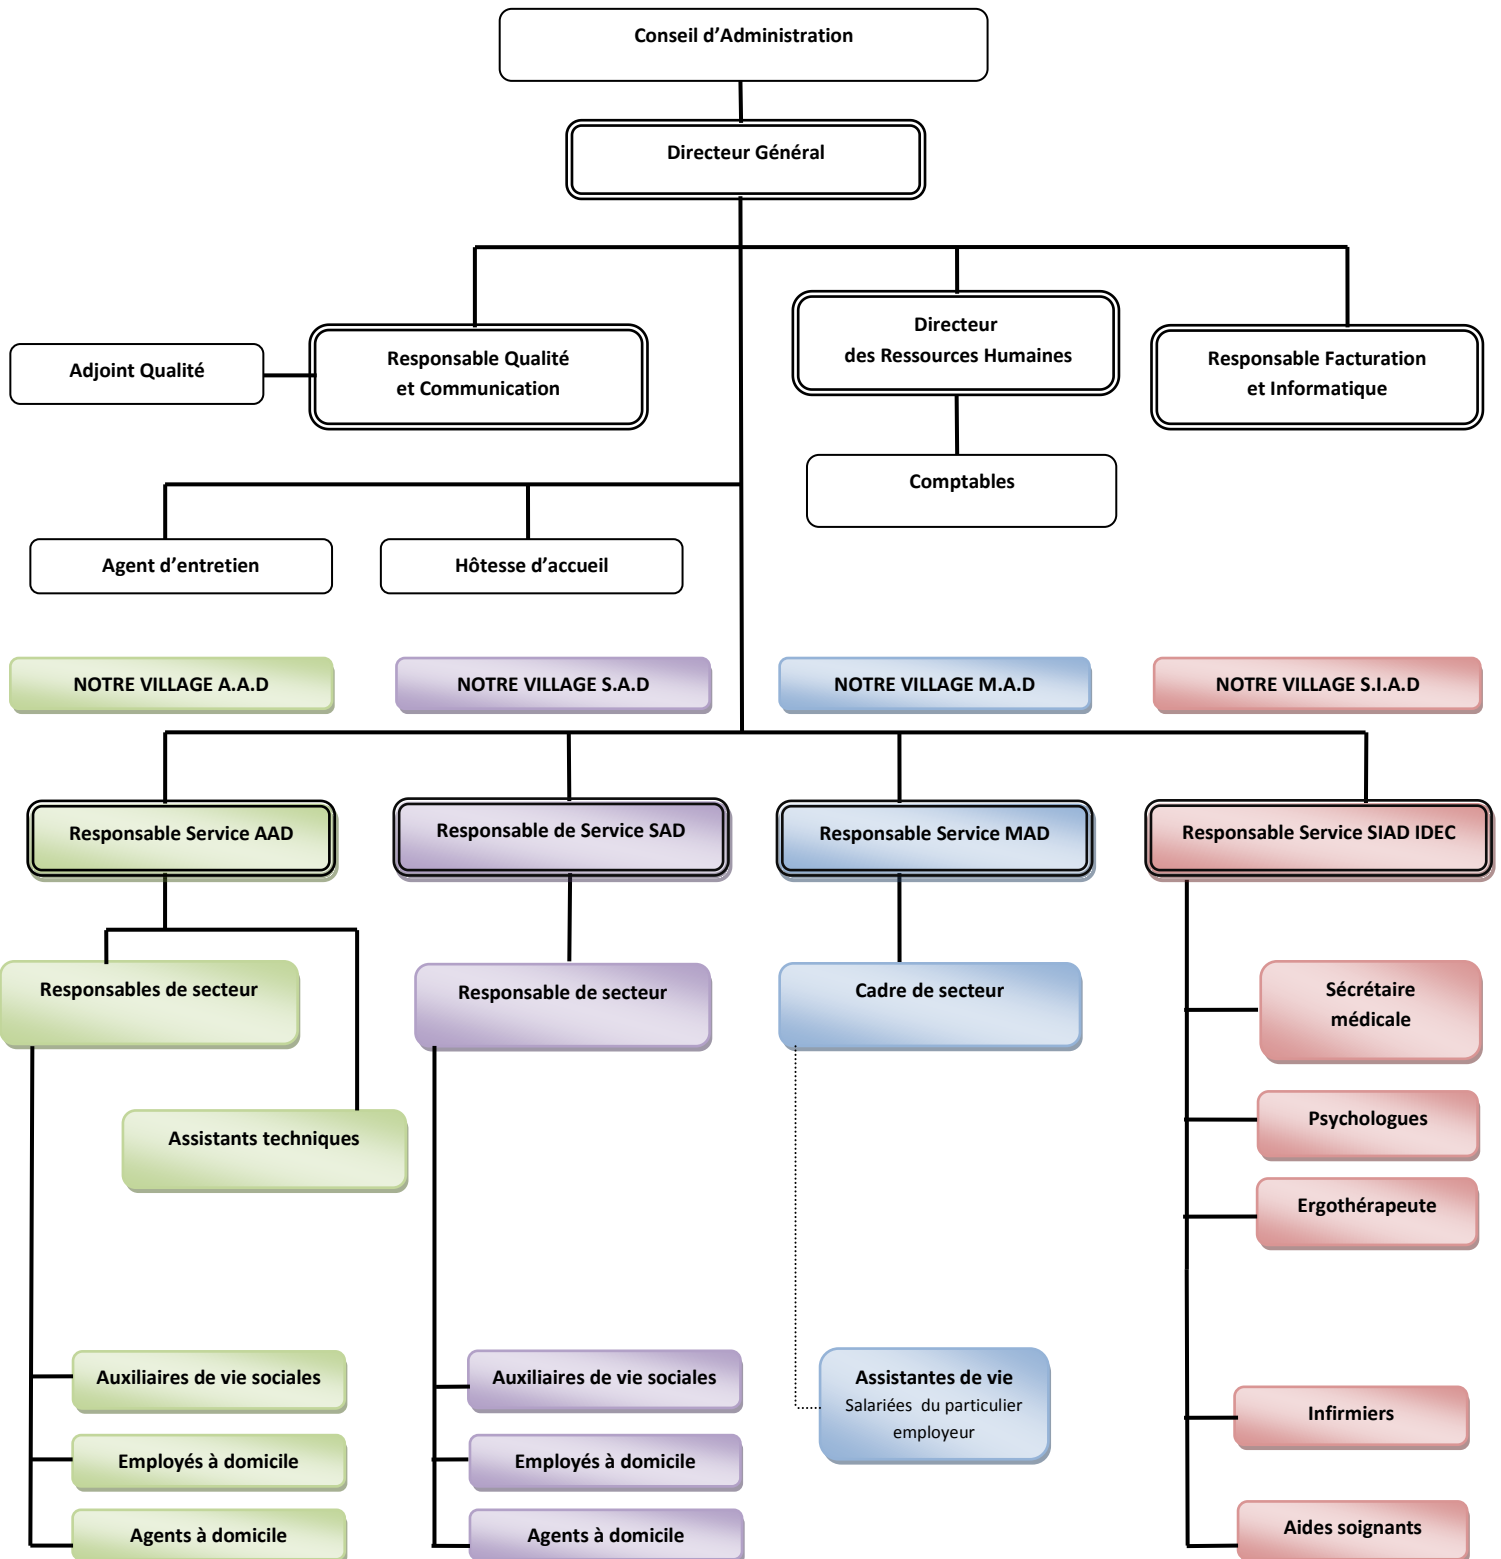 Conseil d’Administration
Directeur Général
Directeur
des Ressources Humaines
Adjoint Qualité
Responsable Qualité
et Communication
Responsable Facturation
et Informatique
Comptables
Agent d’entretien
Hôtesse d’accueil
NOTRE VILLAGE A.A.D
NOTRE VILLAGE S.A.D
NOTRE VILLAGE M.A.D
NOTRE VILLAGE S.I.A.D
Responsable Service AAD
Responsable de Service SAD
Responsable Service MAD
Responsable Service SIAD IDEC
Responsables de secteur
Responsable de secteur
Cadre de secteur
Sécrétaire
médicale
Assistants techniques
Psychologues
Ergothérapeute
Auxiliaires de vie sociales
Auxiliaires de vie sociales
Assistantes de vie
Salariées  du particulier
employeur
Infirmiers
Employés à domicile
Employés à domicile
Agents à domicile
Agents à domicile
Aides soignants